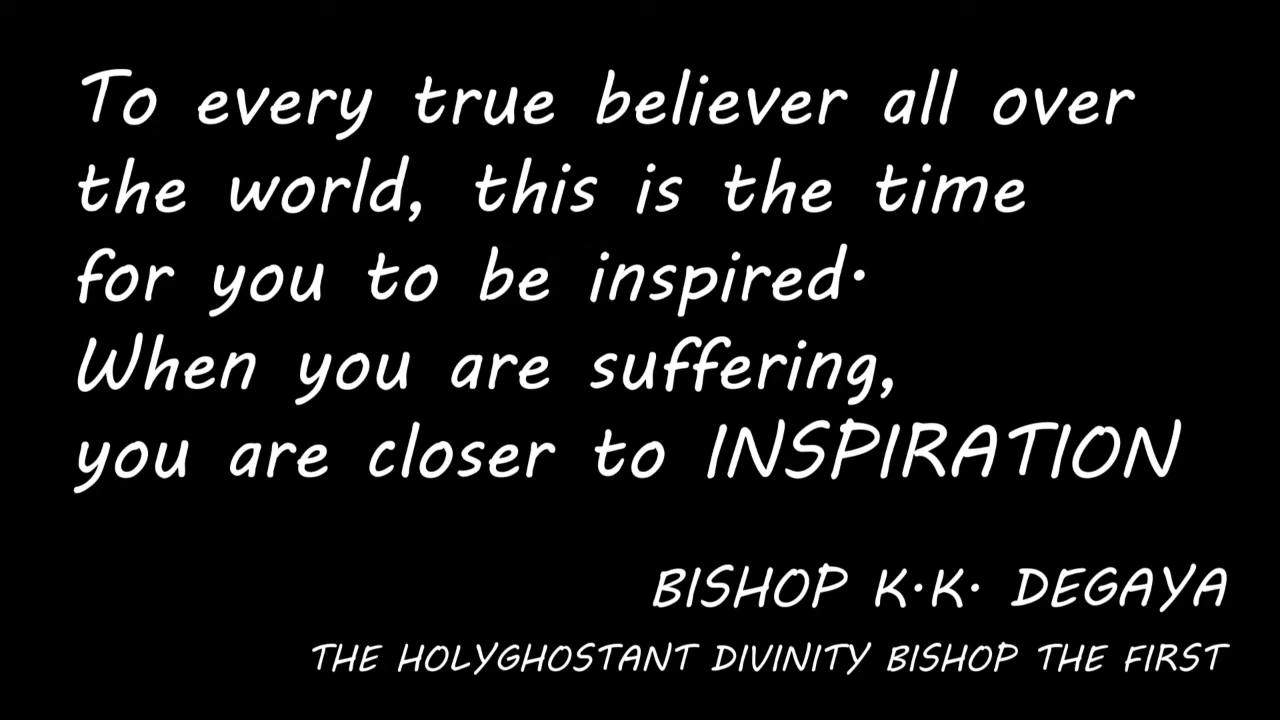 To every true believer all over
the world, this is the time
for you to be inspired.
When you are suffering,
you are closer to INSPIRATION
BISHOP K.K. DEGAYA
THE HOLYGHOSTANT DIVINITY BISHOP THE FIRST